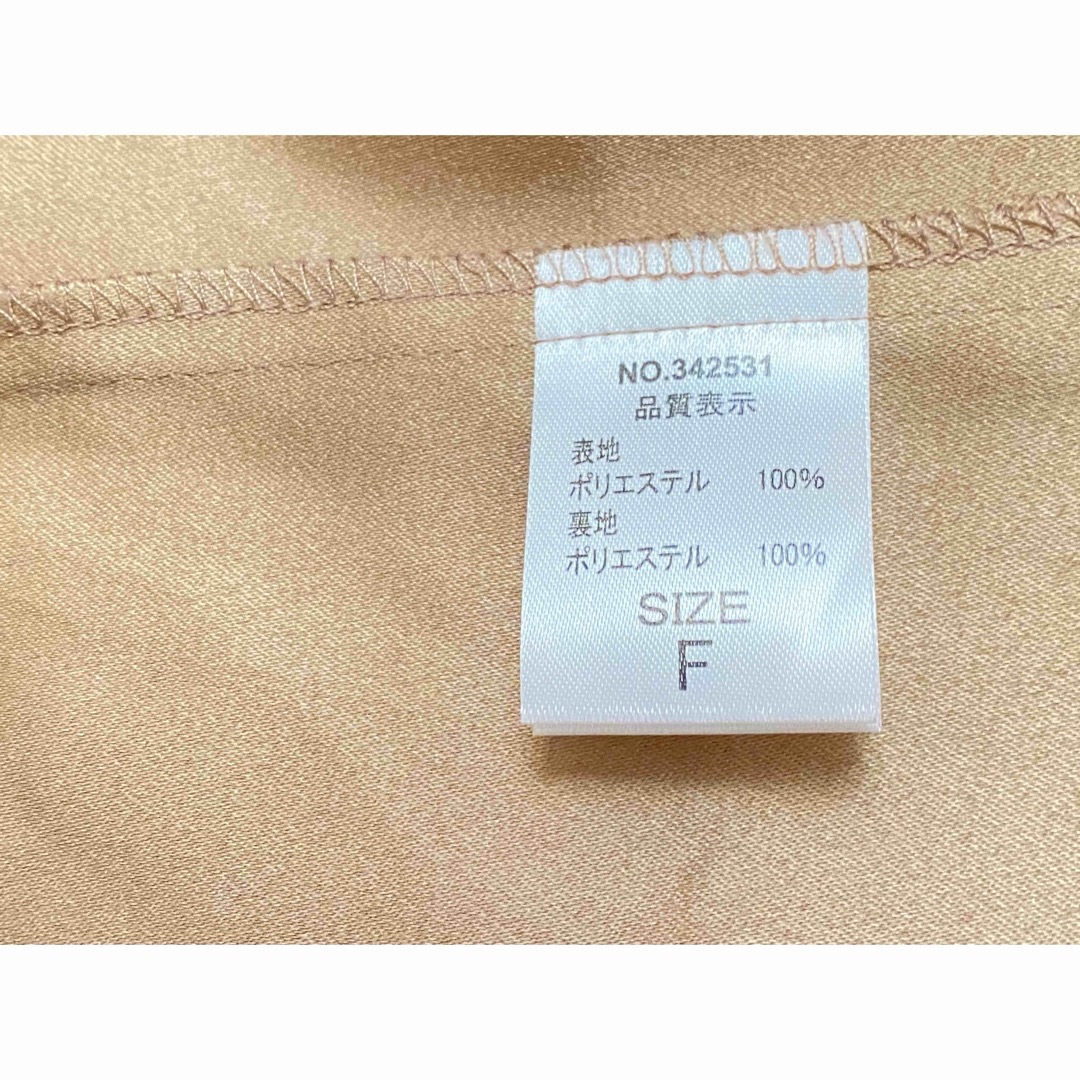 NO.342531
品質表示
表地
ポリエステル 100%
裏地
ポリエステル 100%
SIZE
F